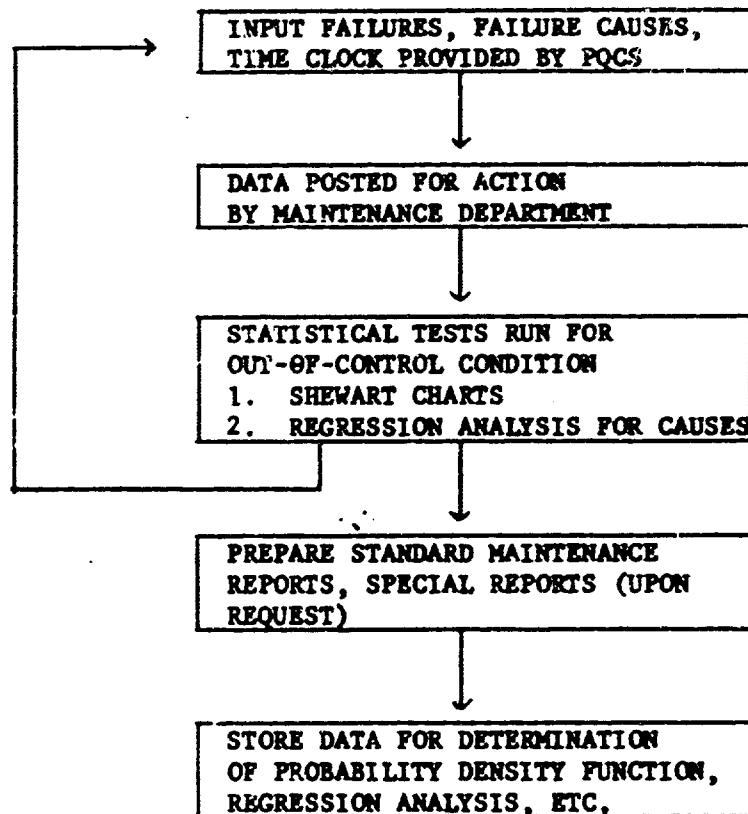 INPUT FAILURES, FAILURE CAUSES,
TIME CLOCK PROVIDED BY PQCS
DATA POSTED FOR ACTION
BY MAINTENANCE DEPARTMENT
STATISTICAL TESTS RUN FOR
OUT-OF-CONTROL CONDITION
1. SHEWART CHARTS
2. REGRESSION ANALYSIS FOR CAUSES
PREPARE STANDARD MAINTENANCE
REPORTS, SPECIAL REPORTS (UPON
REQUEST)
STORE DATA FOR DETERMINATION
OF PROBABILITY DENSITY FUNCTION,
REGRESSION ANALYSIS, ETC.